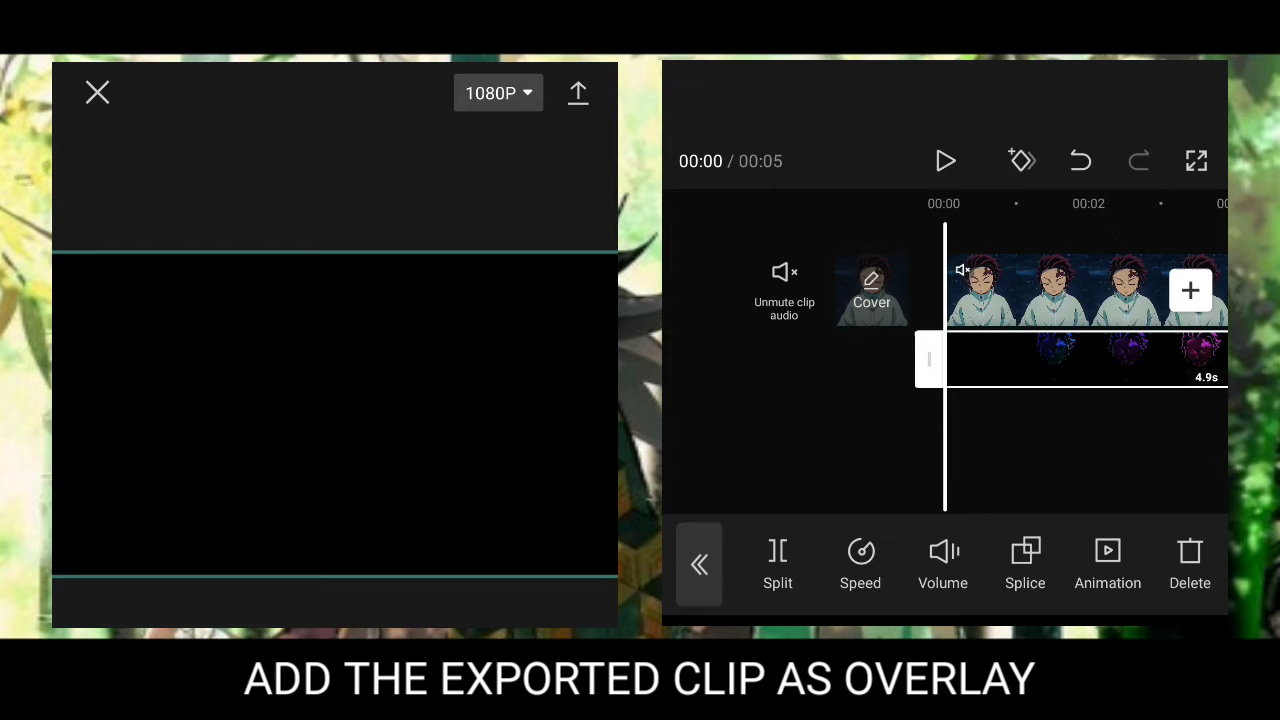 1080P
00:00 / 00:05
00:00 00:02 00
Unmute clip
audio
Cover
4.9s
Split Speed Volume Splice Animation Delete
ADD THE EXPORTED CLIP AS OVERLAY